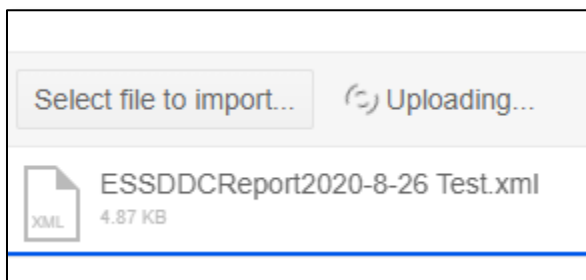 Select file to import... Uploading...
ESSDDCReport2020-8-26 Test.xml
XML 4.87 KB